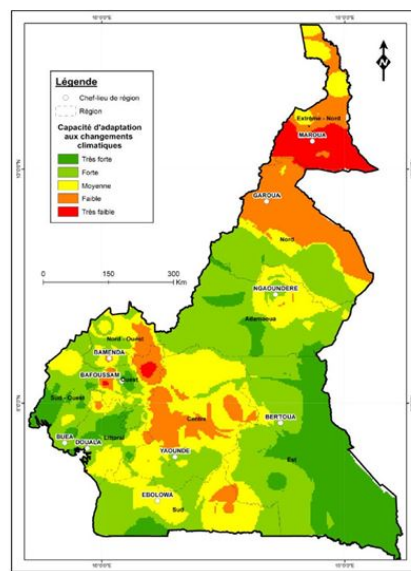 Légende
Chef-lieu de région
Région
Capacité d'adaptation
aux changements
climatiques
Très forte
Forte
Moyenne
Faible
Très faible
N
Extrême - Nord
MAROUA
GAROUA
Nord
0 150 300
Km
NGAOUNDERE
Adamaoua
Nord - Ouest
BAMENDA
BAFOUSSAM
Ouest
Sud - Ouest
Centre
BERTOUA
BUEA
DOUALA
Littoral
YAOUNDE
Est
EBOLOWA
Sud